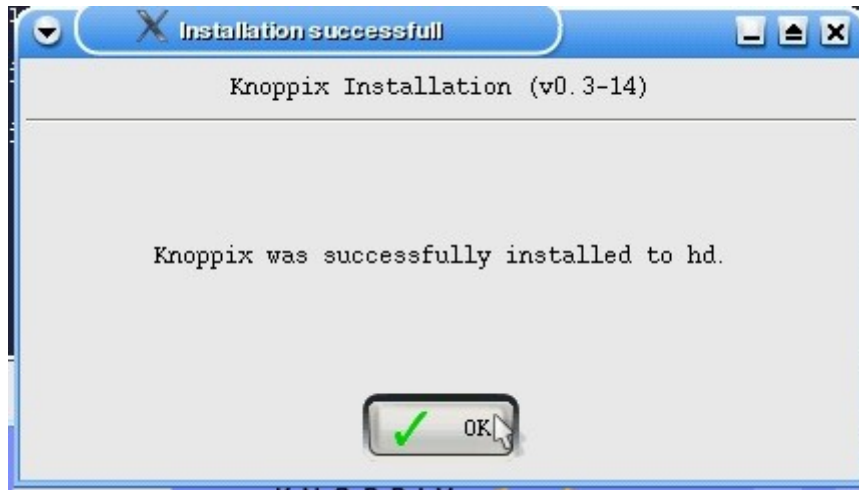 Installation successfull
Knoppix Installation (v0.3-14)
Knoppix was successfully installed to hd.
OK